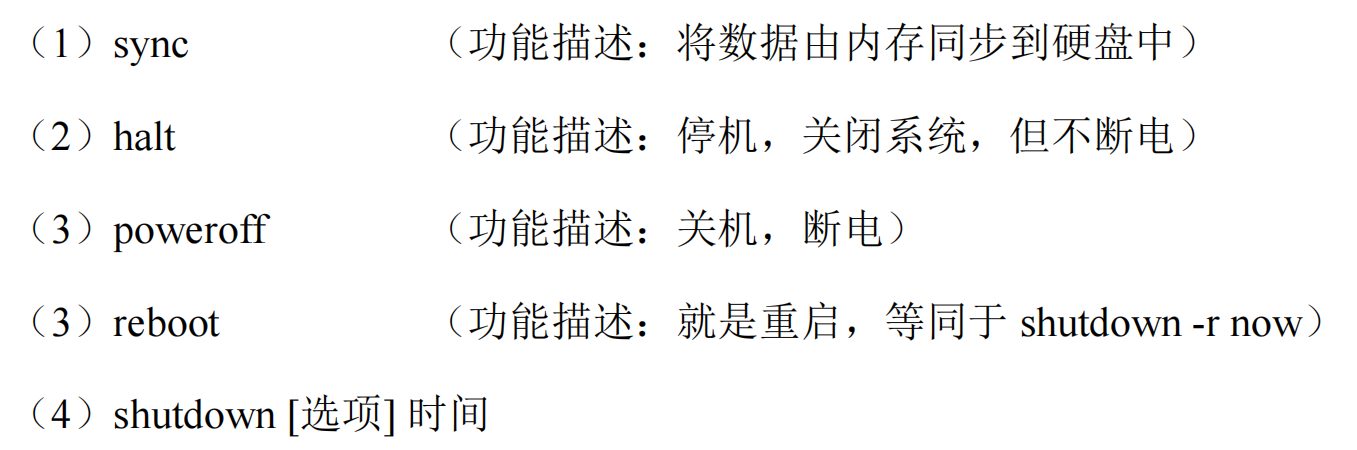 （1）sync （功能描述：将数据由内存同步到硬盘中）
（2）halt （功能描述：停机，关闭系统，但不断电）
（3）poweroff （功能描述：关机，断电）
（3）reboot （功能描述：就是重启，等同于 shutdown -r now）
（4）shutdown [选项] 时间